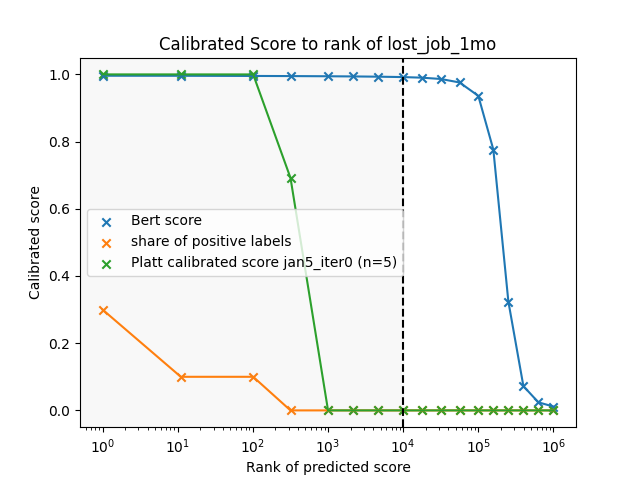 Calibrated Score to rank of lost_job_1mo
1.0
0.8
0.6
0.4
0.2
0.0
Calibrated score
Bert score
share of positive labels
Platt calibrated score jan5_iter0 (n=5)
10^0 10^1 10^2 10^3 10^4 10^5 10^6
Rank of predicted score